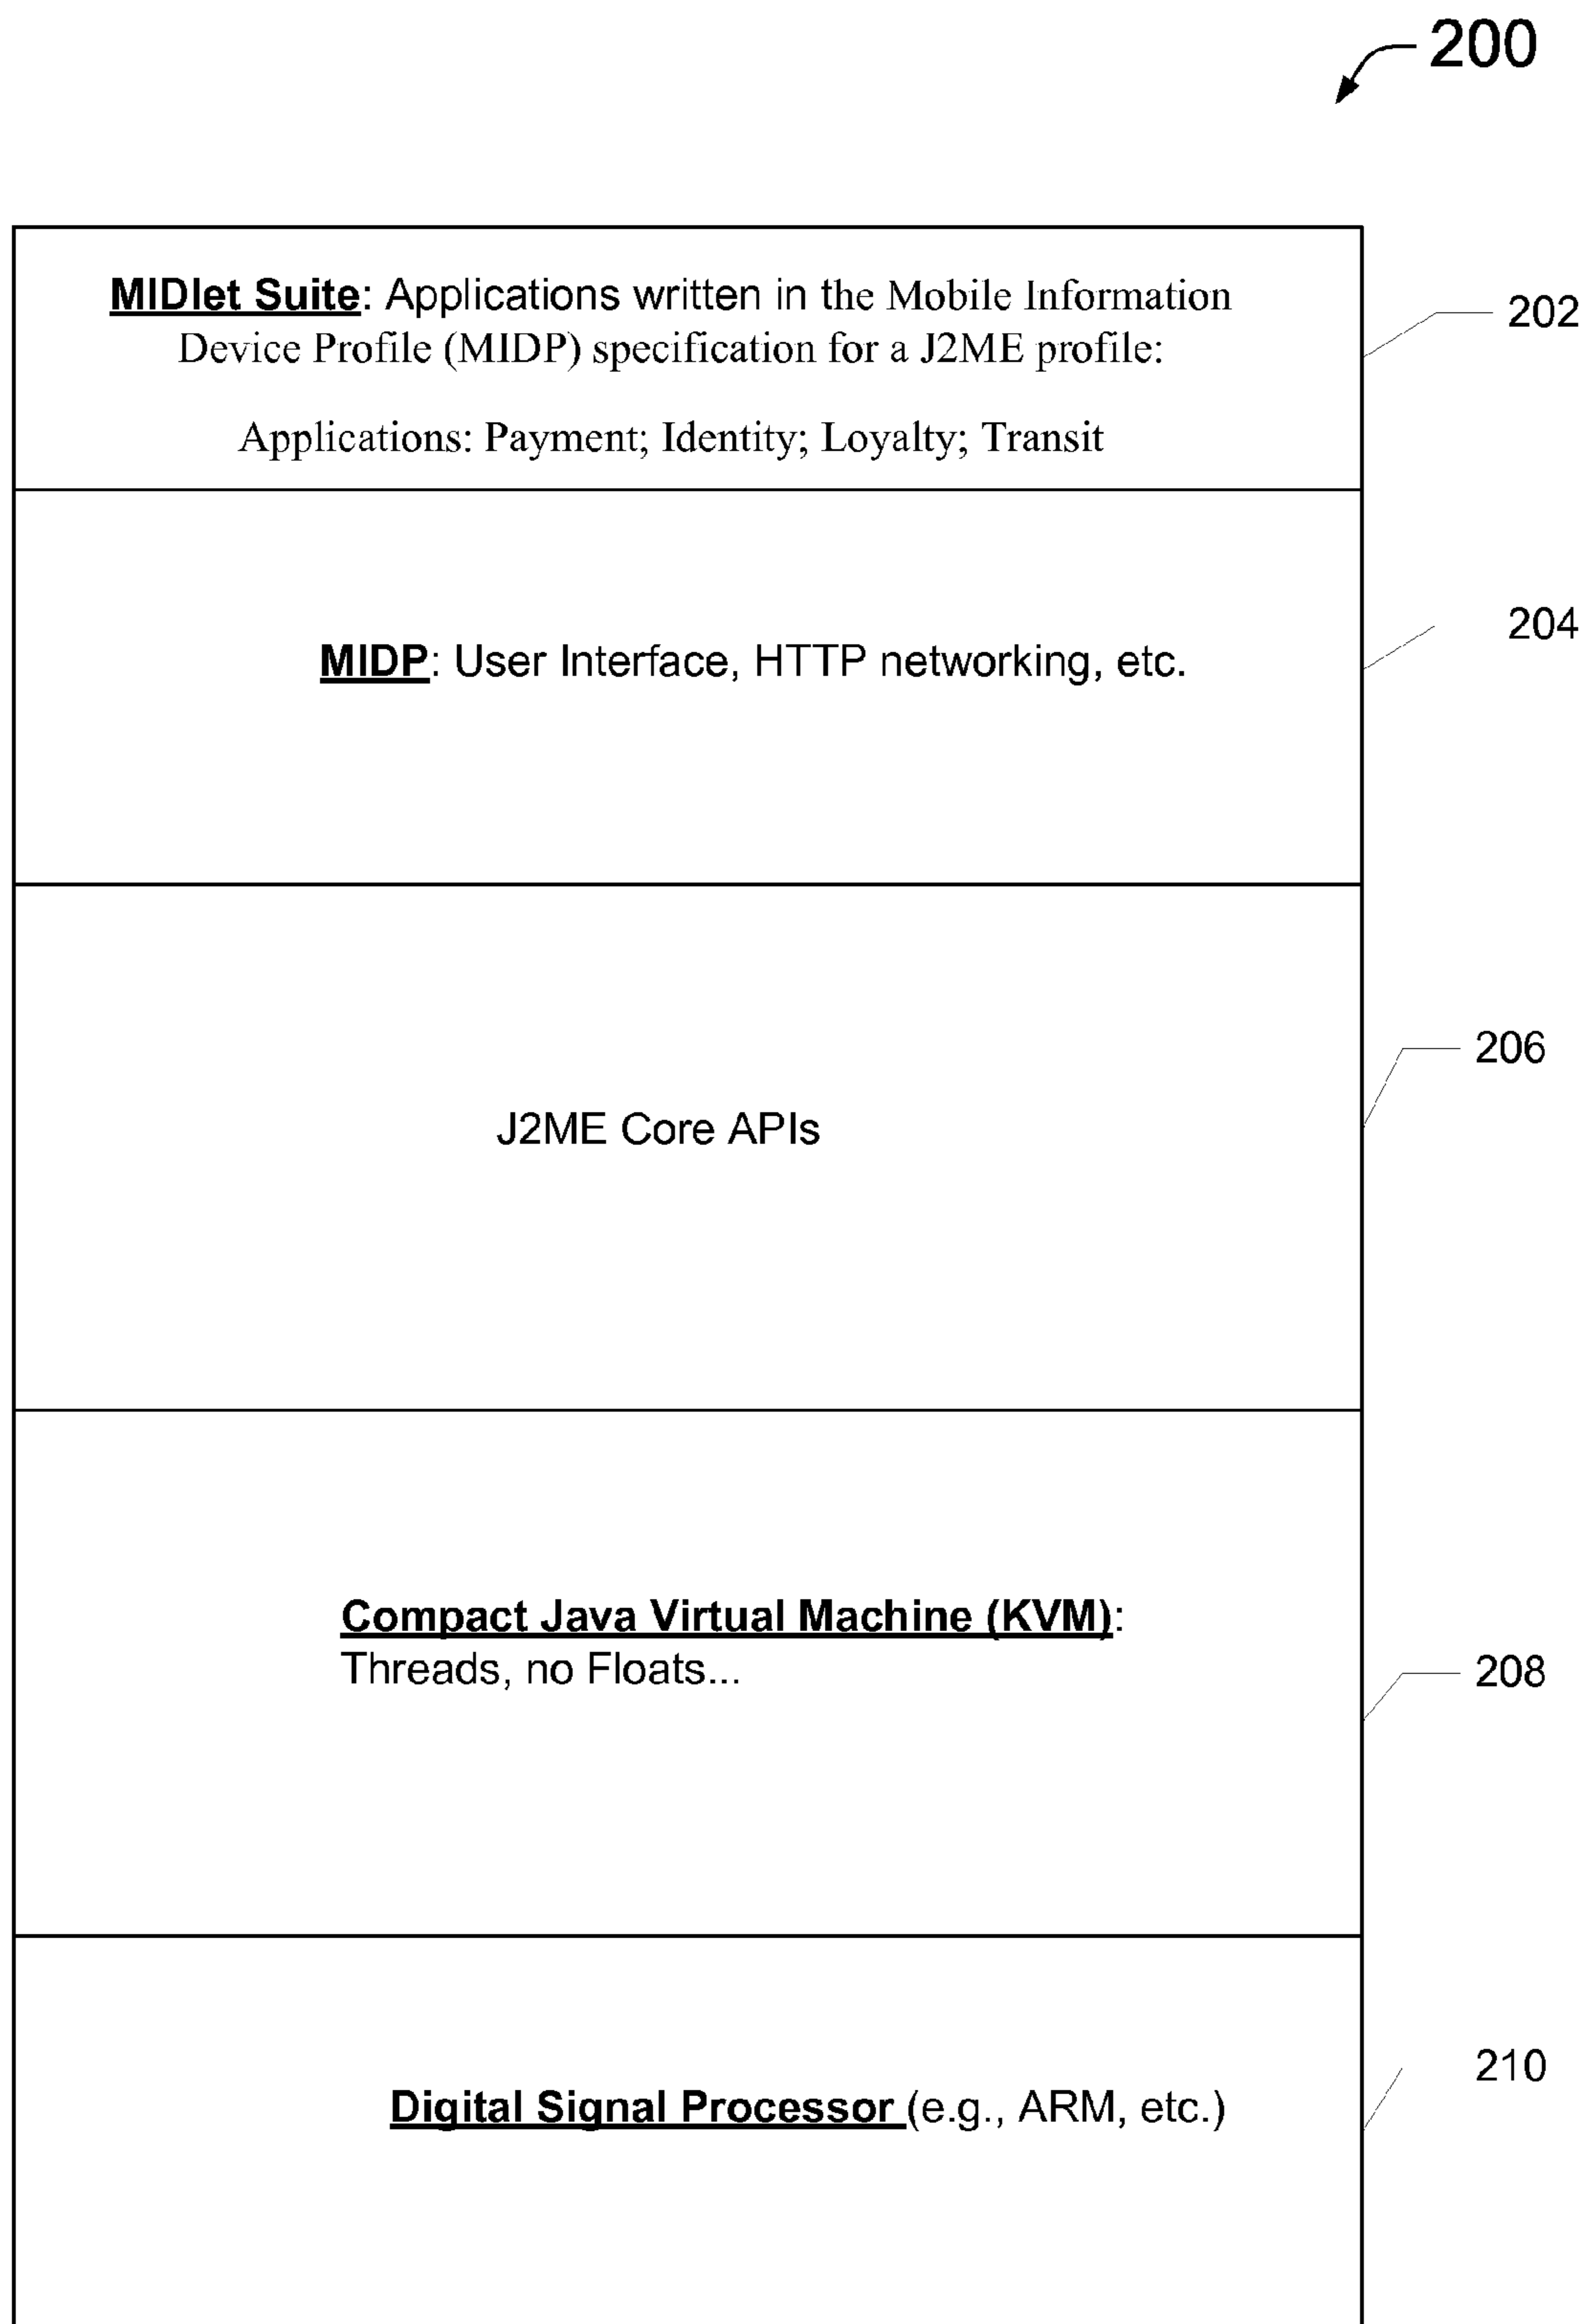 200
MIDlet Suite: Applications written in the Mobile Information
Device Profile (MIDP) specification for a J2ME profile:
Applications: Payment; Identity; Loyalty; Transit
202
MIDP: User Interface, HTTP networking, etc.
204
J2ME Core APIs
206
Compact Java Virtual Machine (KVM):
Threads, no Floats...
208
Digital Signal Processor (e.g., ARM, etc.)
210